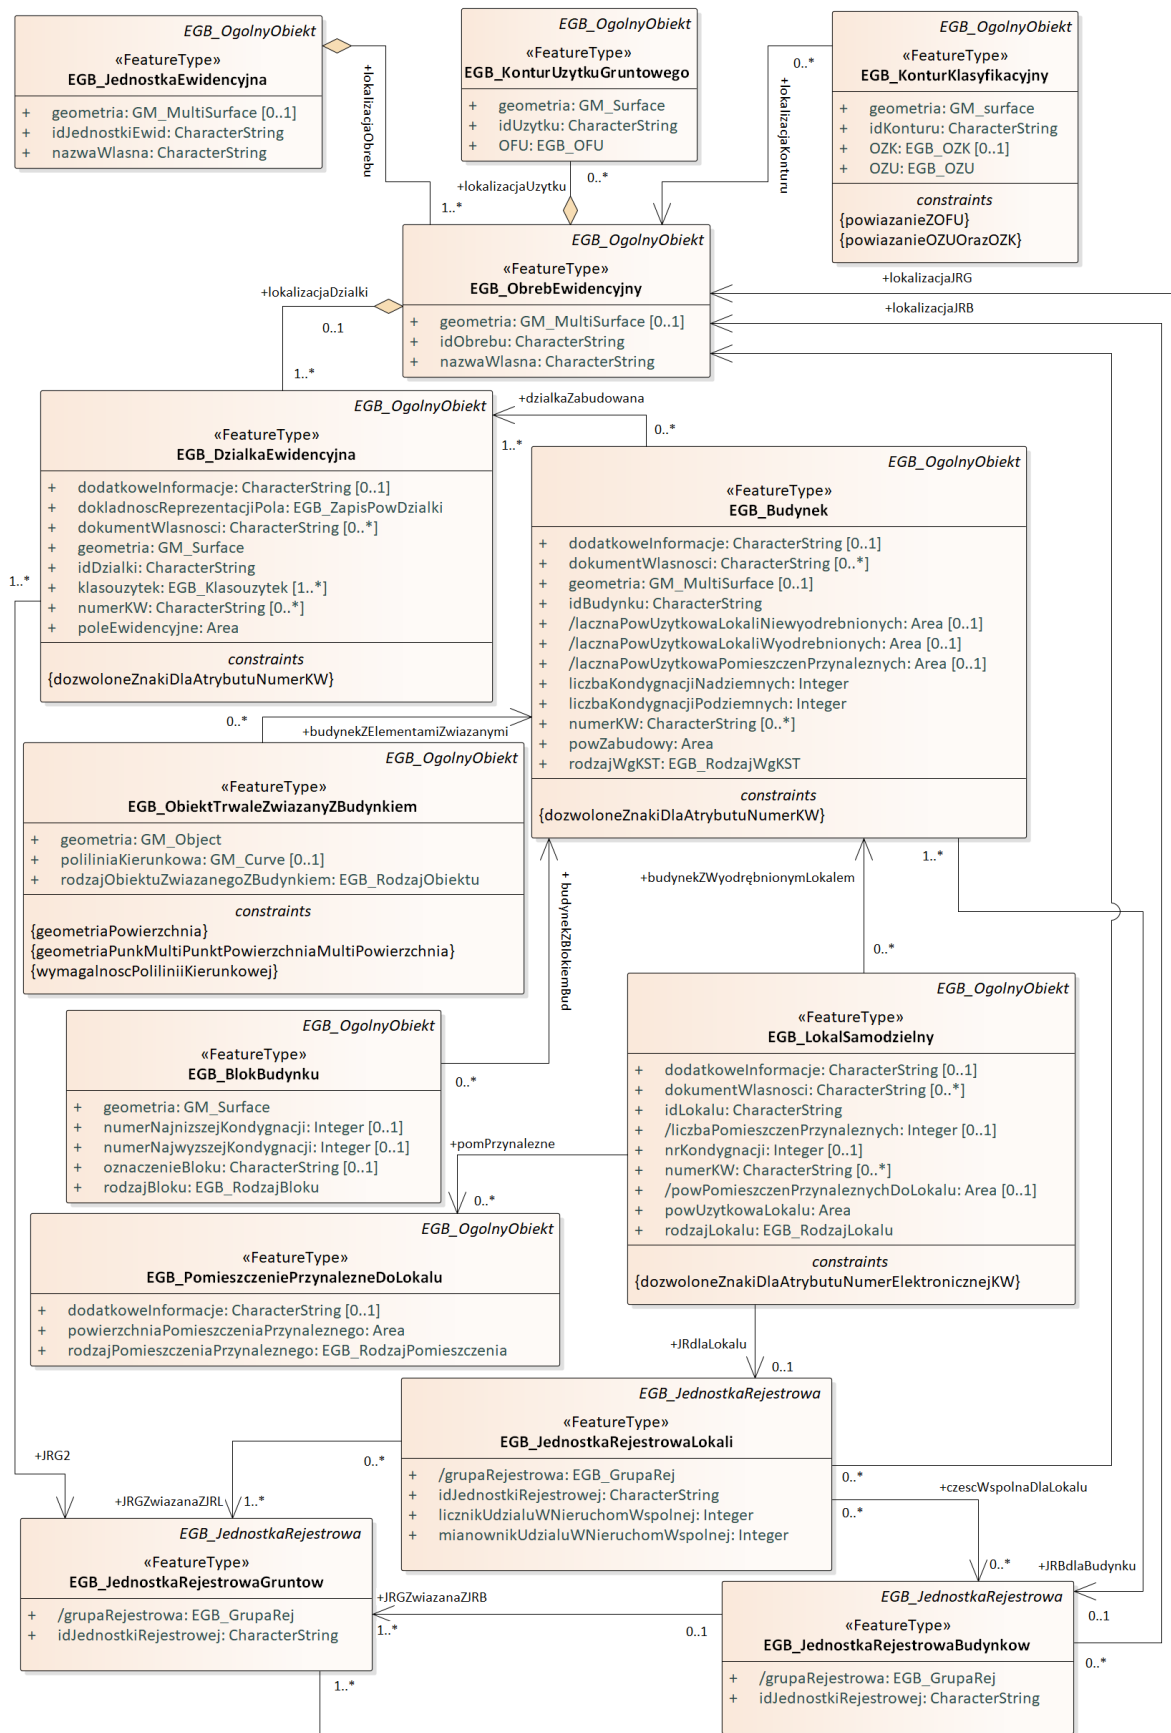 EGB_OgolnyObiekt
«FeatureType»
EGB_JednostkaEwidencyjna
+ geometria: GM_MultiSurface [0..1]
+ idJednostkiEwid: CharacterString
+ nazwaWlasna: CharacterString
+lokalizacjaObrebu
1..*
EGB_OgolnyObiekt
«FeatureType»
EGB_KonturUzytkuGruntowego
+ geometria: GM_Surface
+ idUzytku: CharacterString
+ OFU: EGB_OFU
+lokalizacjaUzytku
0..*
EGB_OgolnyObiekt
«FeatureType»
EGB_KonturKlasyfikacyjny
+ geometria: GM_surface
+ idKonturu: CharacterString
+ OZK: EGB_OZK [0..1]
+ OZU: EGB_OZU
constraints
{powiazanieZOFU}
{powiazanieOZUOrazOZK}
0..*
+lokalizacjaKonturu
EGB_OgolnyObiekt
«FeatureType»
EGB_ObrebEwidencyjny
+ geometria: GM_MultiSurface [0..1]
+ idObrebu: CharacterString
+ nazwaWlasna: CharacterString
+lokalizacjaJRG
+lokalizacjaJRB
+lokalizacjaDzialki
0..1
1..*
EGB_OgolnyObiekt
«FeatureType»
EGB_DzialkaEwidencyjna
+ dodatkoweInformacje: CharacterString [0..1]
+ dokladnoscReprezentacjiPola: EGB_ZapisPowDzialki
+ dokumentWlasnosci: CharacterString [0..*]
+ geometria: GM_Surface
+ idDzialki: CharacterString
+ klasouzytek: EGB_Klasouzytek [1..*]
+ numerKW: CharacterString [0..*]
+ poleEwidencyjne: Area
constraints
{dozwoloneZnakiDlaAtrybutuNumerKW}
1..*
+dzialkaZabudowana
0..*
1..*
EGB_OgolnyObiekt
«FeatureType»
EGB_Budynek
+ dodatkoweInformacje: CharacterString [0..1]
+ dokumentWlasnosci: CharacterString [0..*]
+ geometria: GM_MultiSurface [0..1]
+ idBudynku: CharacterString
+ /lacznaPowUzytkowaLokaliNiewyodrebnionych: Area [0..1]
+ /lacznaPowUzytkowaLokaliWyodrebnionych: Area [0..1]
+ /lacznaPowUzytkowaPomieszczenPrzynaleznych: Area [0..1]
+ liczbaKondygnacjiNadziemnych: Integer
+ liczbaKondygnacjiPodziemnych: Integer
+ numerKW: CharacterString [0..*]
+ powZabudowy: Area
+ rodzajWgKST: EGB_RodzajWgKST
constraints
{dozwoloneZnakiDlaAtrybutuNumerKW}
0..*
+budynekZElementamiZwiazanymi
EGB_OgolnyObiekt
«FeatureType»
EGB_ObiektTrwaleZwiazanyZBudynkiem
+ geometria: GM_Object
+ poliliniaKierunkowa: GM_Curve [0..1]
+ rodzajObiektuZwiazanegoZBudynkiem: EGB_RodzajObiektu
constraints
{geometriaPowierzchnia}
{geometriaPunkMultiPunktPowierzchniaMultiPowierzchnia}
{wymagalnoscPoliliniiKierunkowej}
+ budynekZBlokiemBud
+budynekZWyodrębnionymLokalem
1..*
0..*
EGB_OgolnyObiekt
«FeatureType»
EGB_BlokBudynku
+ geometria: GM_Surface
+ numerNajnizszejKondygnacji: Integer [0..1]
+ numerNajwyzszejKondygnacji: Integer [0..1]
+ oznaczenieBloku: CharacterString [0..1]
+ rodzajBloku: EGB_RodzajBloku
0..*
EGB_OgolnyObiekt
«FeatureType»
EGB_LokalSamodzielny
+ dodatkoweInformacje: CharacterString [0..1]
+ dokumentWlasnosci: CharacterString [0..*]
+ idLokalu: CharacterString
+ /liczbaPomieszczenPrzynaleznych: Integer [0..1]
+ nrKondygnacji: Integer [0..1]
+ numerKW: CharacterString [0..*]
+ /powPomieszczenPrzynaleznychDoLokalu: Area [0..1]
+ powUzytkowaLokalu: Area
+ rodzajLokalu: EGB_RodzajLokalu
constraints
{dozwoloneZnakiDlaAtrybutuNumerElektronicznejKW}
+pomPrzynalezne
0..*
EGB_OgolnyObiekt
«FeatureType»
EGB_PomieszczeniePrzynalezneDoLokalu
+ dodatkoweInformacje: CharacterString [0..1]
+ powierzchniaPomieszczeniaPrzynaleznego: Area
+ rodzajPomieszczeniaPrzynaleznego: EGB_RodzajPomieszczenia
+JRdlaLokalu
0..1
EGB_JednostkaRejestrowa
«FeatureType»
EGB_JednostkaRejestrowaLokali
+ /grupaRejestrowa: EGB_GrupaRej
+ idJednostkiRejestrowej: CharacterString
+ licznikUdzialuWNieruchomWspolnej: Integer
+ mianownikUdzialuWNieruchomWspolnej: Integer
+JRG2
0..*
+JRGZwiazanaZJRL
1..*
0..*
+czescWspolnaDlaLokalu
0..*
0..*
+JRBdlaBudynku
0..1
EGB_JednostkaRejestrowa
«FeatureType»
EGB_JednostkaRejestrowaGruntow
+ /grupaRejestrowa: EGB_GrupaRej
+ idJednostkiRejestrowej: CharacterString
+JRGZwiazanaZJRB
1..*
0..1
EGB_JednostkaRejestrowa
«FeatureType»
EGB_JednostkaRejestrowaBudynkow
+ /grupaRejestrowa: EGB_GrupaRej
+ idJednostkiRejestrowej: CharacterString
0..*
1..*